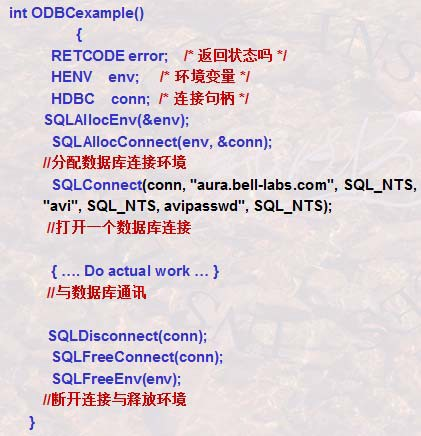 int ODBCexample()
{
RETCODE error; /* 返回状态吗 */
HENV env; /* 环境变量 */
HDBC conn; /* 连接句柄 */
SQLAllocEnv(&env);
SQLAllocConnect(env, &conn);
//分配数据库连接环境
SQLConnect(conn, "aura.bell-labs.com", SQL_NTS,
"avi", SQL_NTS, avipasswd", SQL_NTS);
//打开一个数据库连接
{ …. Do actual work … }
//与数据库通讯
SQLDisconnect(conn);
SQLFreeConnect(conn);
SQLFreeEnv(env);
//断开连接与释放环境
}